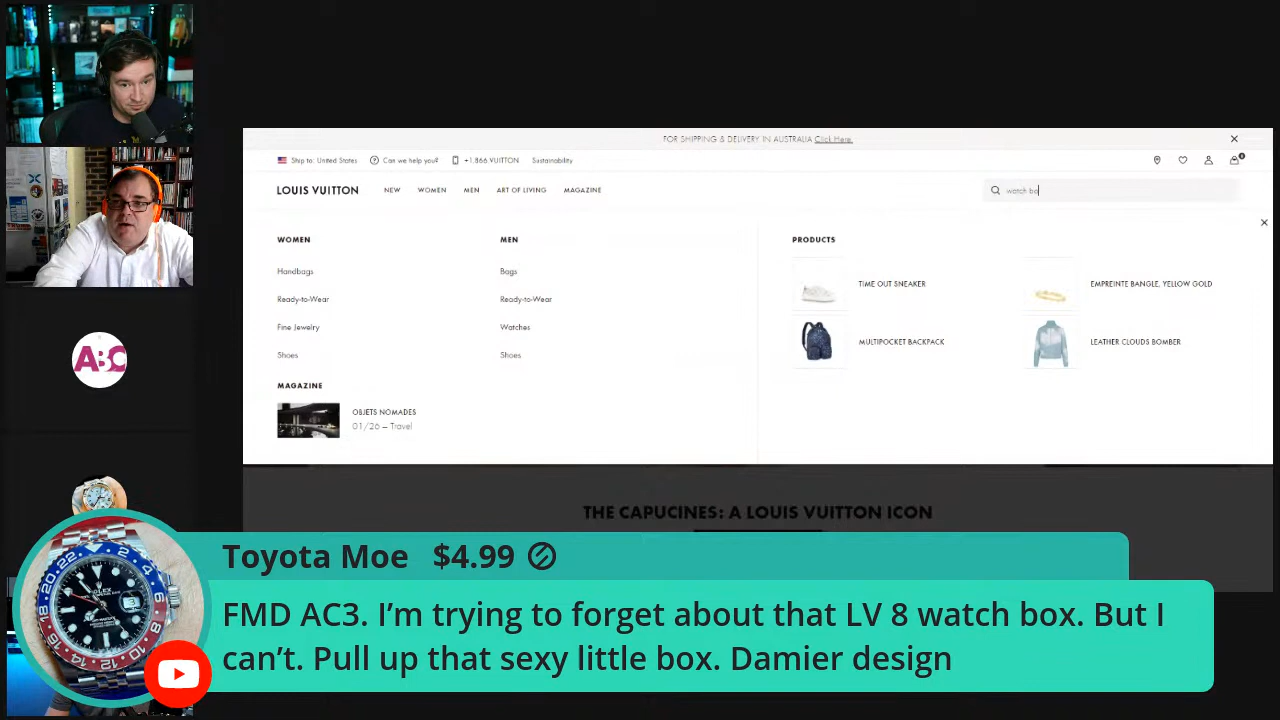 FOR SHIPPING & DELIVERY IN AUSTRALIA Click Here.
Ship to: United States
Can we help you?
+1.866.VUITTON
Sustainability
LOUIS VUITTON
NEW
WOMEN
MEN
ART OF LIVING
MAGAZINE
watch bo
WOMEN
Handbags
Ready-to-Wear
Fine Jewelry
Shoes
MEN
Bags
Ready-to-Wear
Watches
Shoes
PRODUCTS
TIME OUT SNEAKER
EMPREINTE BANGLE, YELLOW GOLD
MULTIPOCKET BACKPACK
LEATHER CLOUDS BOMBER
MAGAZINE
OBJETS NOMADES
01/26 – Travel
THE CAPUCINES: A LOUIS VUITTON ICON
ABC
Toyota Moe $4.99
FMD AC3. I’m trying to forget about that LV 8 watch box. But I
can’t. Pull up that sexy little box. Damier design
ROLEX